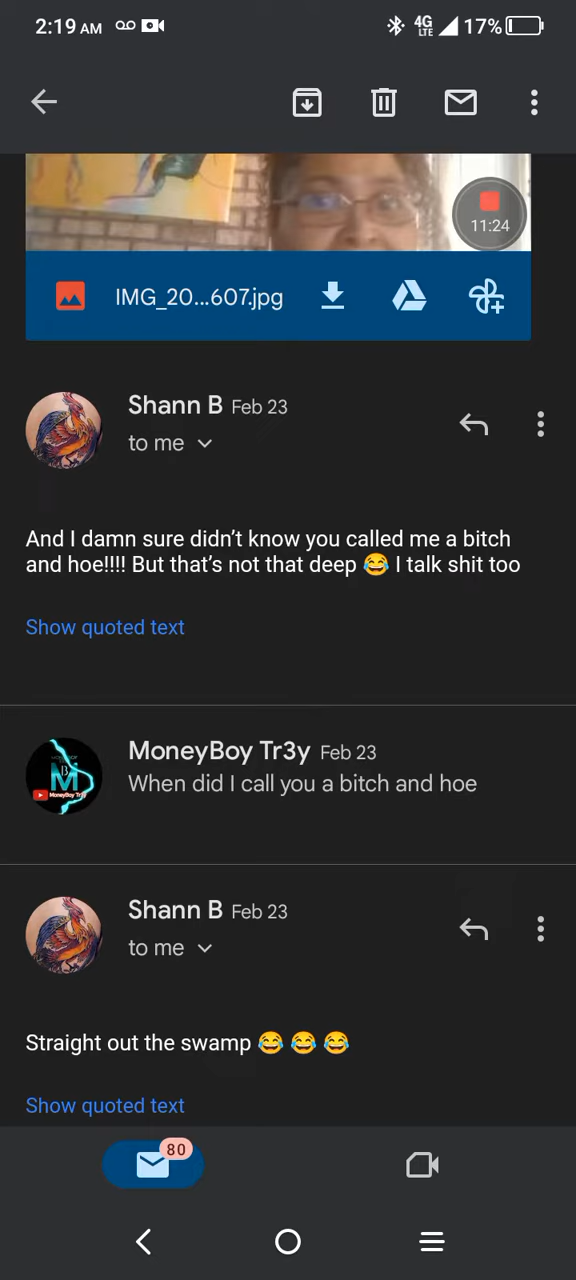 2:19 AM 4G LTE 17%
11:24
IMG_20...607.jpg
Shann B Feb 23
to me
And I damn sure didn't know you called me a bitch
and hoe!!!! But that's not that deep 😂 I talk shit too
Show quoted text
MoneyBoy Tr3y Feb 23
When did I call you a bitch and hoe
M
B
MoneyBoy Tr3y
Shann B Feb 23
to me
Straight out the swamp 😂 😂 😂
Show quoted text
80